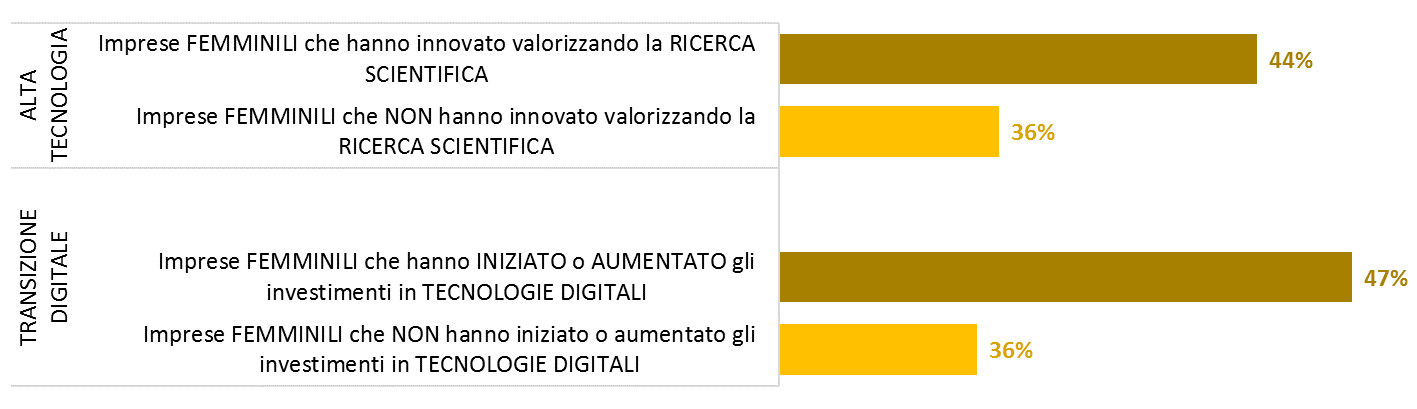 ALTA
TECNOLOGIA
Imprese FEMMINILI che hanno innovato valorizzando la RICERCA
SCIENTIFICA
44%
Imprese FEMMINILI che NON hanno innovato valorizzando la
RICERCA SCIENTIFICA
36%
TRANSIZIONE
DIGITALE
Imprese FEMMINILI che hanno INIZIATO o AUMENTATO gli
investimenti in TECNOLOGIE DIGITALI
47%
Imprese FEMMINILI che NON hanno iniziato o aumentato gli
investimenti in TECNOLOGIE DIGITALI
36%